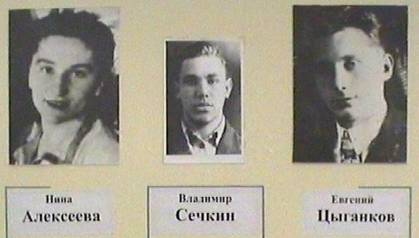 Нина
Алексеева
Владимир
Сечкин
Евгений
Цыганков